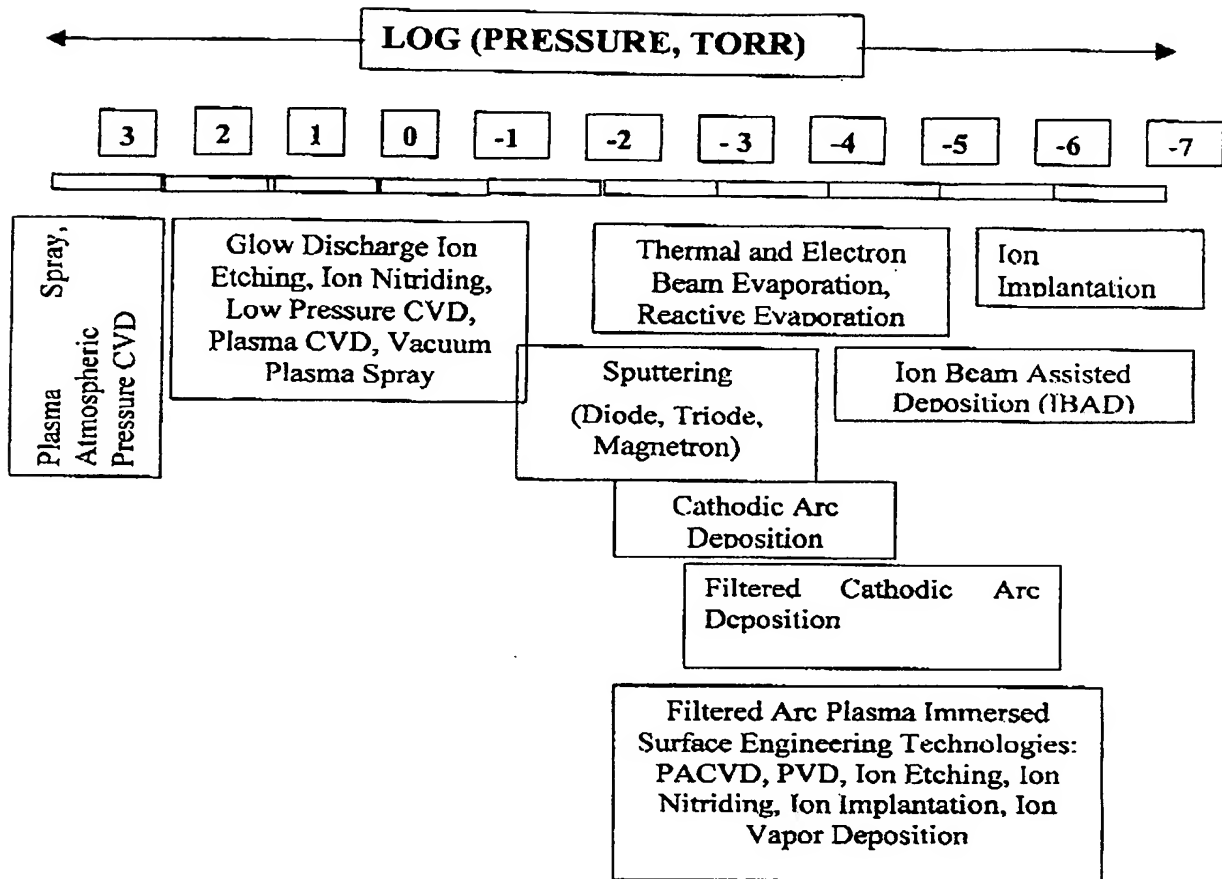 LOG (PRESSURE, TORR)
3 2 1 0 -1 -2 - 3 -4 -5 -6 -7
Plasma Spray,
Atmospheric
Pressure CVD
Glow Discharge Ion
Etching, Ion Nitriding,
Low Pressure CVD,
Plasma CVD, Vacuum
Plasma Spray
Thermal and Electron
Beam Evaporation,
Reactive Evaporation
Ion
Implantation
Sputtering
(Diode, Triode,
Magnetron)
Ion Beam Assisted
Deposition (IBAD)
Cathodic Arc
Deposition
Filtered Cathodic Arc
Deposition
Filtered Arc Plasma Immersed
Surface Engineering Technologies:
PACVD, PVD, Ion Etching, Ion
Nitriding, Ion Implantation, Ion
Vapor Deposition